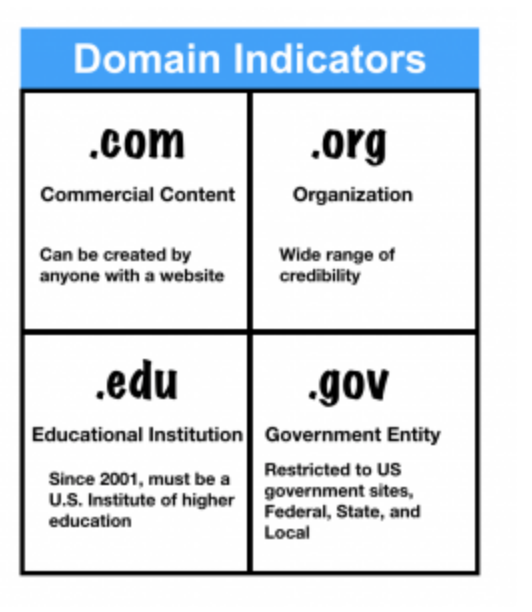 Domain Indicators
.com
Commercial Content
Can be created by
anyone with a website
.org
Organization
Wide range of
credibility
.edu
Educational Institution
Since 2001, must be a
U.S. Institute of higher
education
.gov
Government Entity
Restricted to US
government sites,
Federal, State, and
Local